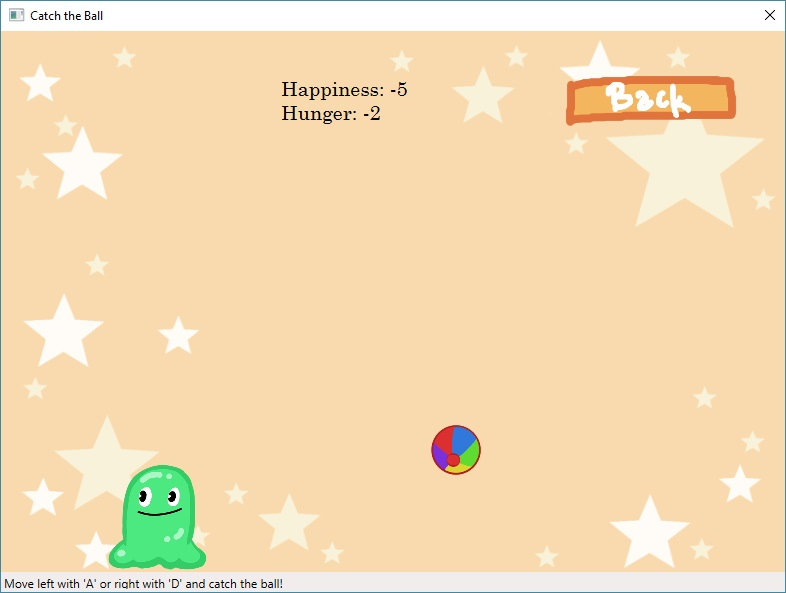 Catch the Ball
Happiness: -5
Hunger: -2
Back
Move left with 'A' or right with 'D' and catch the ball!